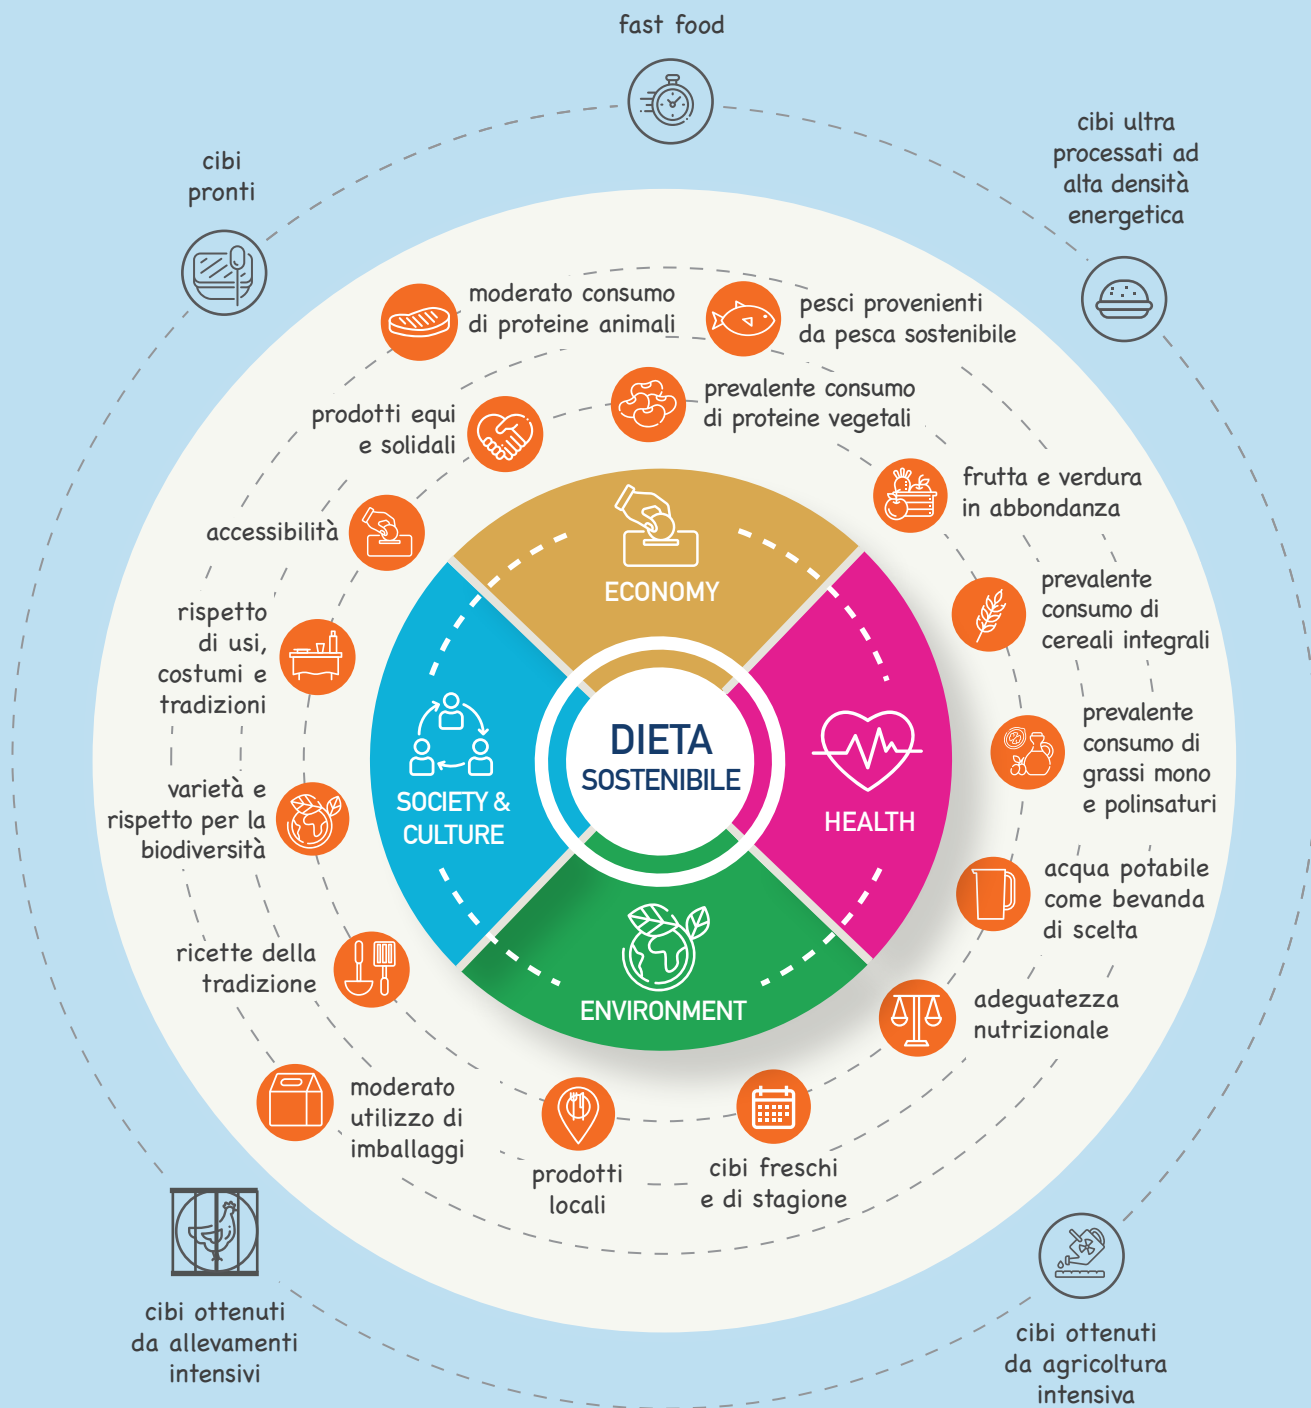 fast food
cibi
pronti
cibi ultra
processati ad
alta densità
energetica
moderato consumo
di proteine animali
pesci provenienti
da pesca sostenibile
prodotti equi
e solidali
prevalente consumo
di proteine vegetali
frutta e verdura
in abbondanza
accessibilità
prevalente
consumo di
cereali integrali
rispetto
di usi,
costumi e
tradizioni
prevalente
consumo di
grassi mono
e polinsaturi
varietà e
rispetto per la
biodiversità
acqua potabile
come bevanda
di scelta
ricette della
tradizione
adeguatezza
nutrizionale
moderato
utilizzo di
imballaggi
prodotti
locali
cibi freschi
e di stagione
ECONOMY
DIETA
SOSTENIBILE
SOCIETY &
CULTURE
HEALTH
ENVIRONMENT
cibi ottenuti
da allevamenti
intensivi
cibi ottenuti
da agricoltura
intensiva